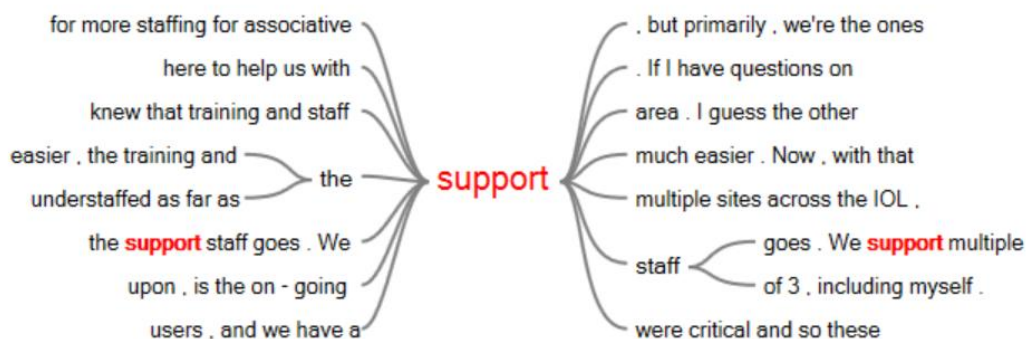 for more staffing for associative
here to help us with
knew that training and staff
easier , the training and
understaffed as far as
the
the support staff goes . We
upon , is the on - going
users , and we have a
support
, but primarily , we're the ones
. If I have questions on
area . I guess the other
much easier . Now , with that
multiple sites across the IOL ,
staff
goes . We support multiple
of 3 , including myself .
were critical and so these